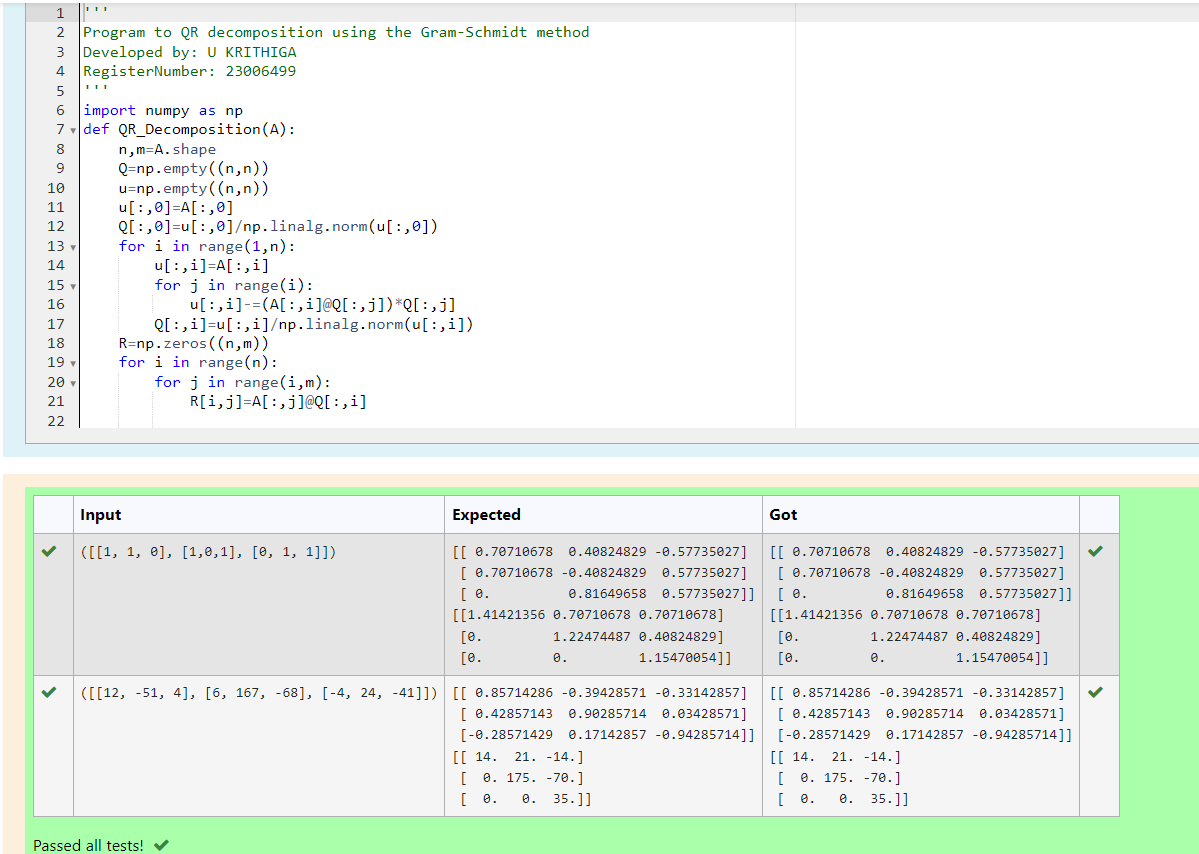 1 '''
2 Program to QR decomposition using the Gram-Schmidt method
3 Developed by: U KRITHIGA
4 RegisterNumber: 23006499
5 '''
6 import numpy as np
7 def QR_Decomposition(A):
8     n,m=A.shape
9     Q=np.empty((n,n))
10     u=np.empty((n,n))
11     u[:,0]=A[:,0]
12     Q[:,0]=u[:,0]/np.linalg.norm(u[:,0])
13     for i in range(1,n):
14         u[:,i]=A[:,i]
15         for j in range(i):
16             u[:,i]-=(A[:,i]@Q[:,j])*Q[:,j]
17         Q[:,i]=u[:,i]/np.linalg.norm(u[:,i])
18     R=np.zeros((n,m))
19     for i in range(n):
20         for j in range(i,m):
21             R[i,j]=A[:,j]@Q[:,i]
22
Input Expected Got
([[1, 1, 0], [1,0,1], [0, 1, 1]]) [[ 0.70710678  0.40824829 -0.57735027] [[ 0.70710678  0.40824829 -0.57735027]
[ 0.70710678 -0.40824829  0.57735027] [ 0.70710678 -0.40824829  0.57735027]
[ 0.          0.81649658  0.57735027]] [ 0.          0.81649658  0.57735027]]
[[1.41421356 0.70710678 0.70710678] [[1.41421356 0.70710678 0.70710678]
[0.         1.22474487 0.40824829] [0.         1.22474487 0.40824829]
[0.         0.         1.15470054]] [0.         0.         1.15470054]]
([[12, -51, 4], [6, 167, -68], [-4, 24, -41]]) [[ 0.85714286 -0.39428571 -0.33142857] [[ 0.85714286 -0.39428571 -0.33142857]
[ 0.42857143  0.90285714  0.03428571] [ 0.42857143  0.90285714  0.03428571]
[-0.28571429  0.17142857 -0.94285714]] [-0.28571429  0.17142857 -0.94285714]]
[[ 14.  21. -14.] [[ 14.  21. -14.]
[  0. 175. -70.] [  0. 175. -70.]
[  0.   0.  35.]] [  0.   0.  35.]]
Passed all tests!